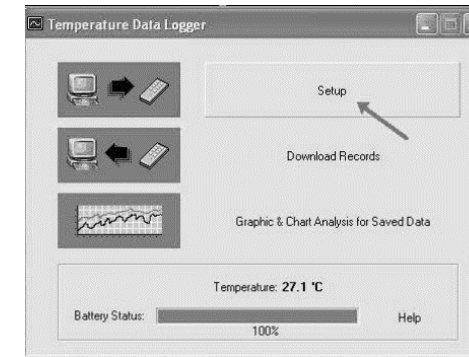 Temperature Data Logger
Setup
Download Records
Graphic & Chart Analysis for Saved Data
Temperature: 27.1 °C
Battery Status:
100%
Help